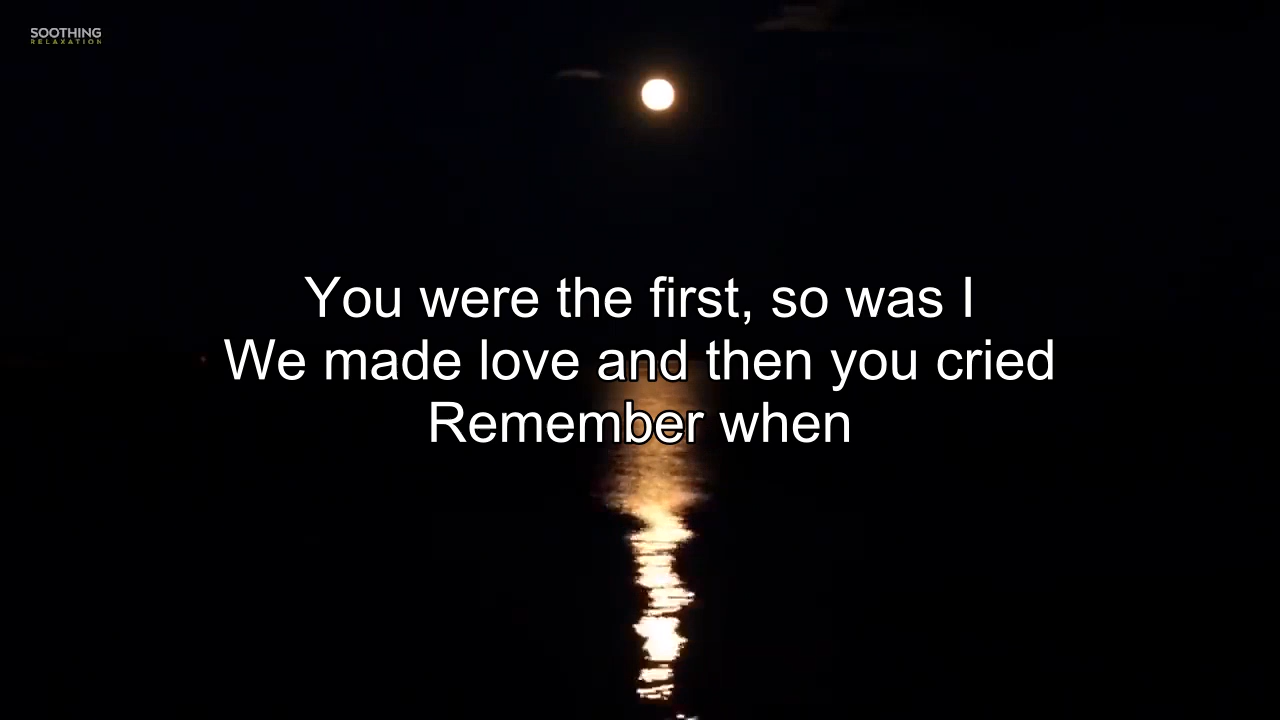 SOOTHING
RELAXATION
You were the first, so was I
We made love and then you cried
Remember when